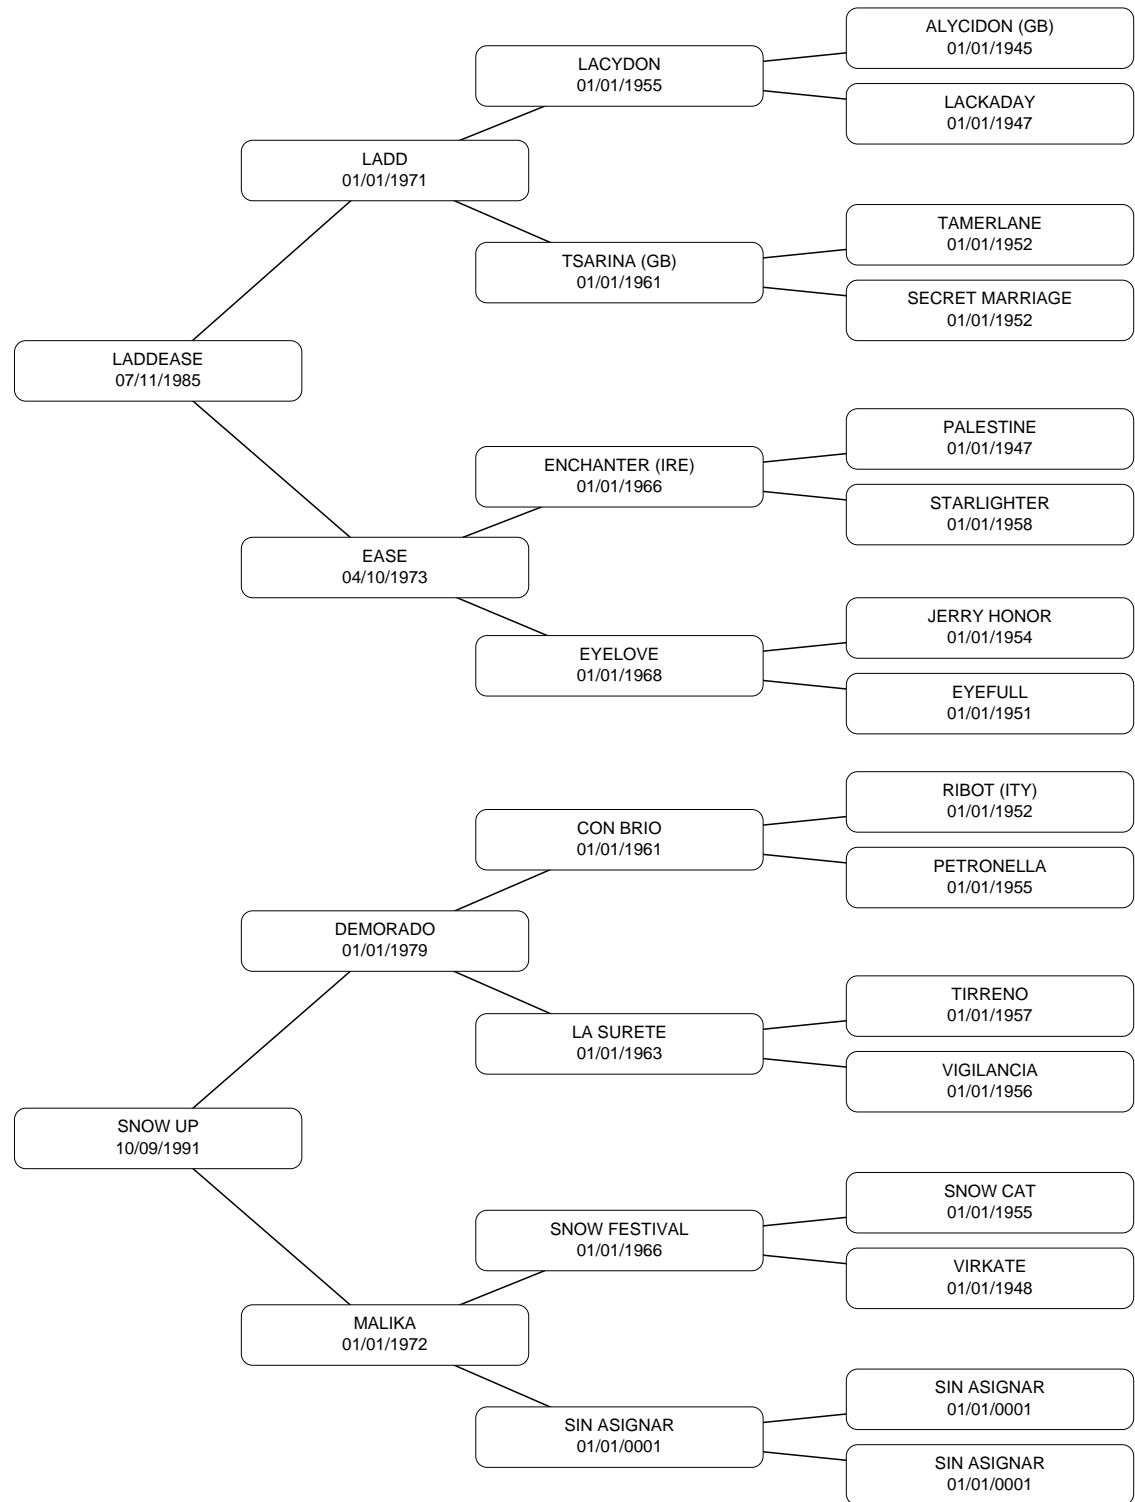 ALYCIDON (GB)
01/01/1945
LACYDON
01/01/1955
LACKADAY
01/01/1947
LADD
01/01/1971
TAMERLANE
01/01/1952
TSARINA (GB)
01/01/1961
SECRET MARRIAGE
01/01/1952
LADDEASE
07/11/1985
PALESTINE
01/01/1947
ENCHANTER (IRE)
01/01/1966
STARLIGHTER
01/01/1958
EASE
04/10/1973
JERRY HONOR
01/01/1954
EYELOVE
01/01/1968
EYEFULL
01/01/1951
RIBOT (ITY)
01/01/1952
CON BRIO
01/01/1961
PETRONELLA
01/01/1955
DEMORADO
01/01/1979
TIRRENO
01/01/1957
LA SURETE
01/01/1963
VIGILANCIA
01/01/1956
SNOW UP
10/09/1991
SNOW CAT
01/01/1955
SNOW FESTIVAL
01/01/1966
VIRKATE
01/01/1948
MALIKA
01/01/1972
SIN ASIGNAR
01/01/0001
SIN ASIGNAR
01/01/0001
SIN ASIGNAR
01/01/0001